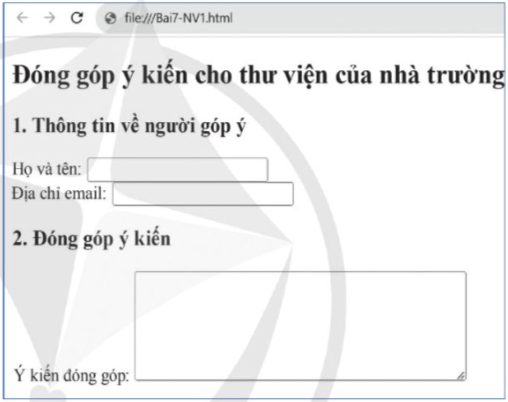 file:///Bai7-NV1.html
Đóng góp ý kiến cho thư viện của nhà trường
1. Thông tin về người góp ý
Họ và tên:
Địa chỉ email:
2. Đóng góp ý kiến
Ý kiến đóng góp: